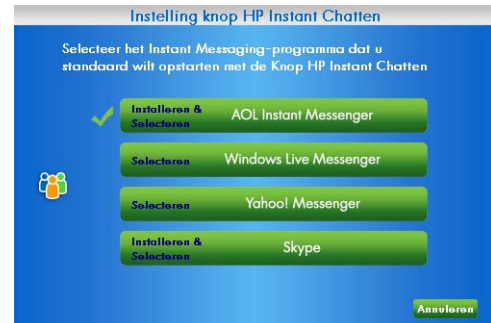 Instelling knop HP Instant Chatten
Selecteer het Instant Messaging-programma dat u
standaard wilt opstarten met de Knop HP Instant Chatten
Installeren &
Selecteren AOL Instant Messenger
Selecteren Windows Live Messenger
Selecteren Yahoo! Messenger
Installeren &
Selecteren Skype
Annuleren